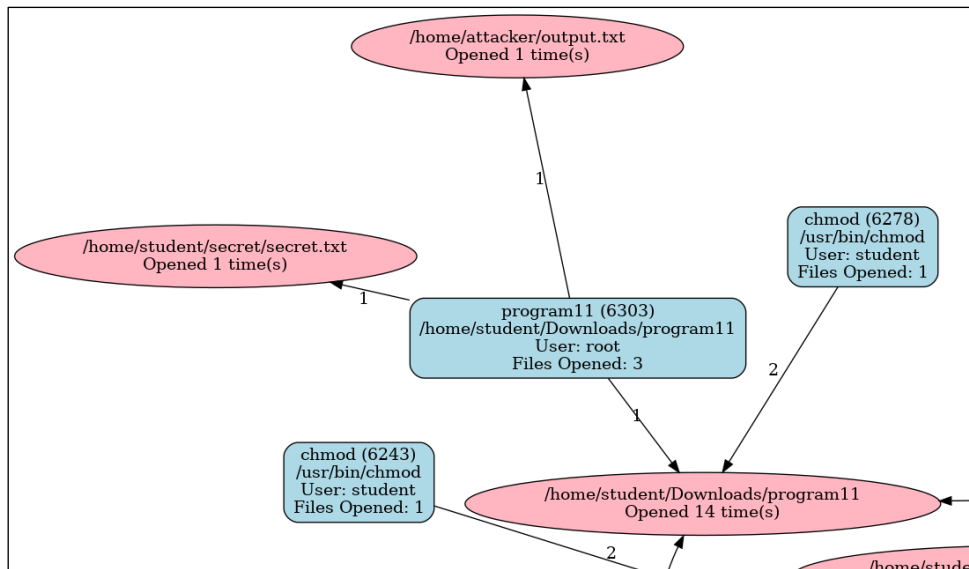 /home/attacker/output.txt
Opened 1 time(s)
1
chmod (6278)
/usr/bin/chmod
User: student
Files Opened: 1
/home/student/secret/secret.txt
Opened 1 time(s)
1
program11 (6303)
/home/student/Downloads/program11
User: root
Files Opened: 3
2
1
chmod (6243)
/usr/bin/chmod
User: student
Files Opened: 1
/home/student/Downloads/program11
Opened 14 time(s)
2